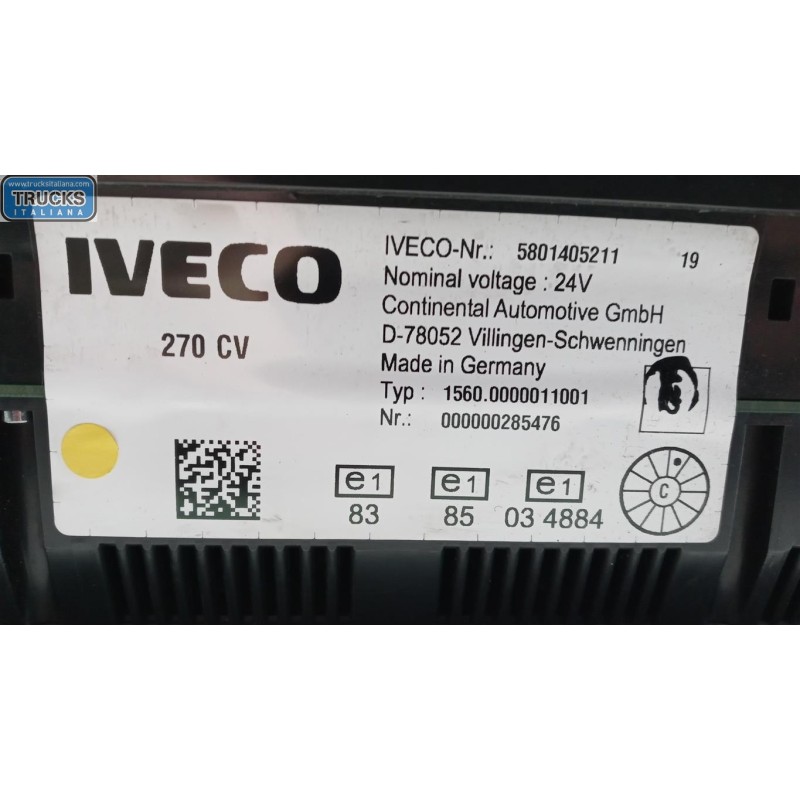 www.trucksitaliana.com
TRUCKS
ITALIANA
IVECO
270 CV
IVECO-Nr.: 5801405211 19
Nominal voltage : 24V
Continental Automotive GmbH
D-78052 Villingen-Schwenningen
Made in Germany
Typ : 1560.0000011001
Nr.: 000000285476
e1 e1 e1
83 85 03 4884
C